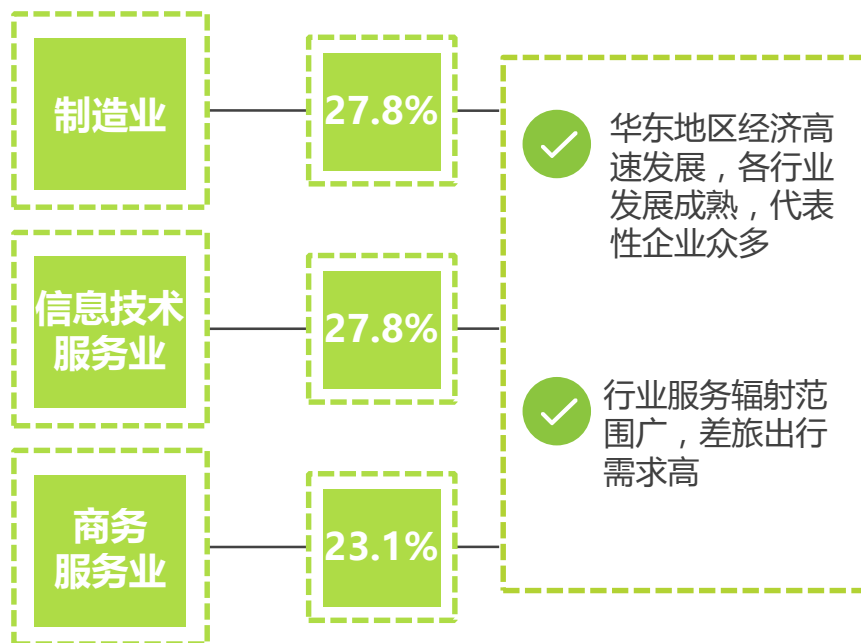 制造业
27.8%
信息技术
服务业
27.8%
商务
服务业
23.1%
华东地区经济高
速发展，各行业
发展成熟，代表
性企业众多
行业服务辐射范
围广，差旅出行
需求高